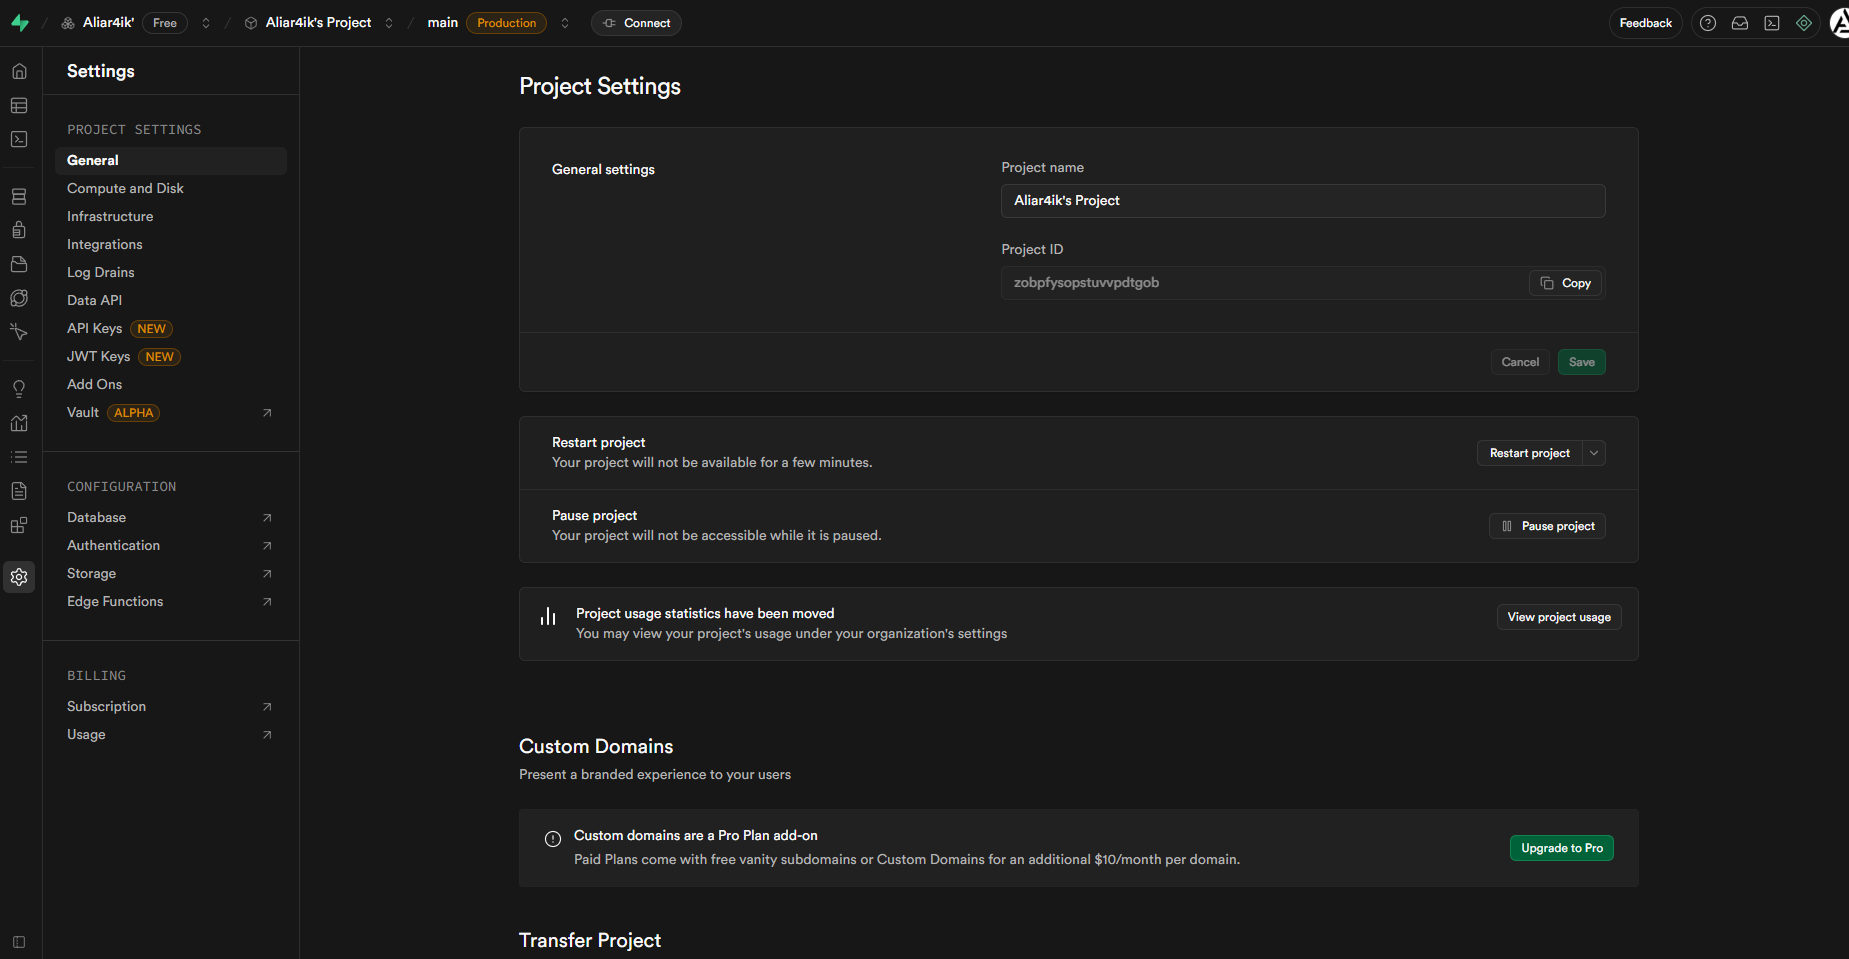 Aliar4ik' Free / Aliar4ik's Project / main Production Connect Feedback
Settings
PROJECT SETTINGS
General
Compute and Disk
Infrastructure
Integrations
Log Drains
Data API
API Keys NEW
JWT Keys NEW
Add Ons
Vault ALPHA
CONFIGURATION
Database
Authentication
Storage
Edge Functions
BILLING
Subscription
Usage
Project Settings
General settings
Project name
Aliar4ik's Project
Project ID
zobpfysopstuvvpdtgob Copy
Cancel Save
Restart project
Your project will not be available for a few minutes.
Restart project
Pause project
Your project will not be accessible while it is paused.
Pause project
Project usage statistics have been moved
You may view your project's usage under your organization's settings
View project usage
Custom Domains
Present a branded experience to your users
Custom domains are a Pro Plan add-on
Paid Plans come with free vanity subdomains or Custom Domains for an additional $10/month per domain.
Upgrade to Pro
Transfer Project